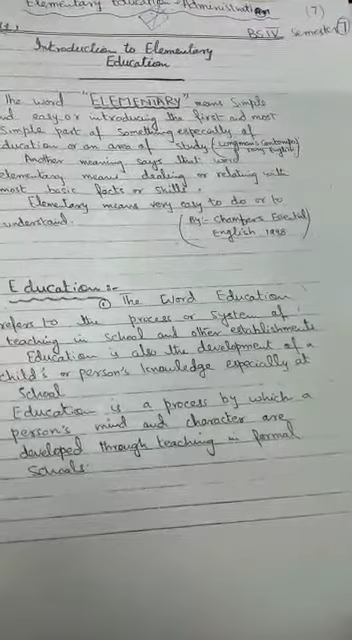 Elementary Education Administration (7)
BSIV Semester
Introduction to Elementary
Education
The word "ELEMENTARY" means simple
and easy or introducing the first and most
simple part of something especally of
education or an area of study (Longman's Contempo English)
Another meaning says that word
elementary means dealing or relating with
most basic facts or skills.
Elementary means very easy to do or to
understand. (By:- Chambers Essential
English 1998)
Education:-
① The Word Education
refers to the process or system of
teaching in school and other establishments
Education is also the development of a
child's or person's knowledge especially at
School
Education is a process by which a
person's mind and character are
developed through teaching in formal
Schools